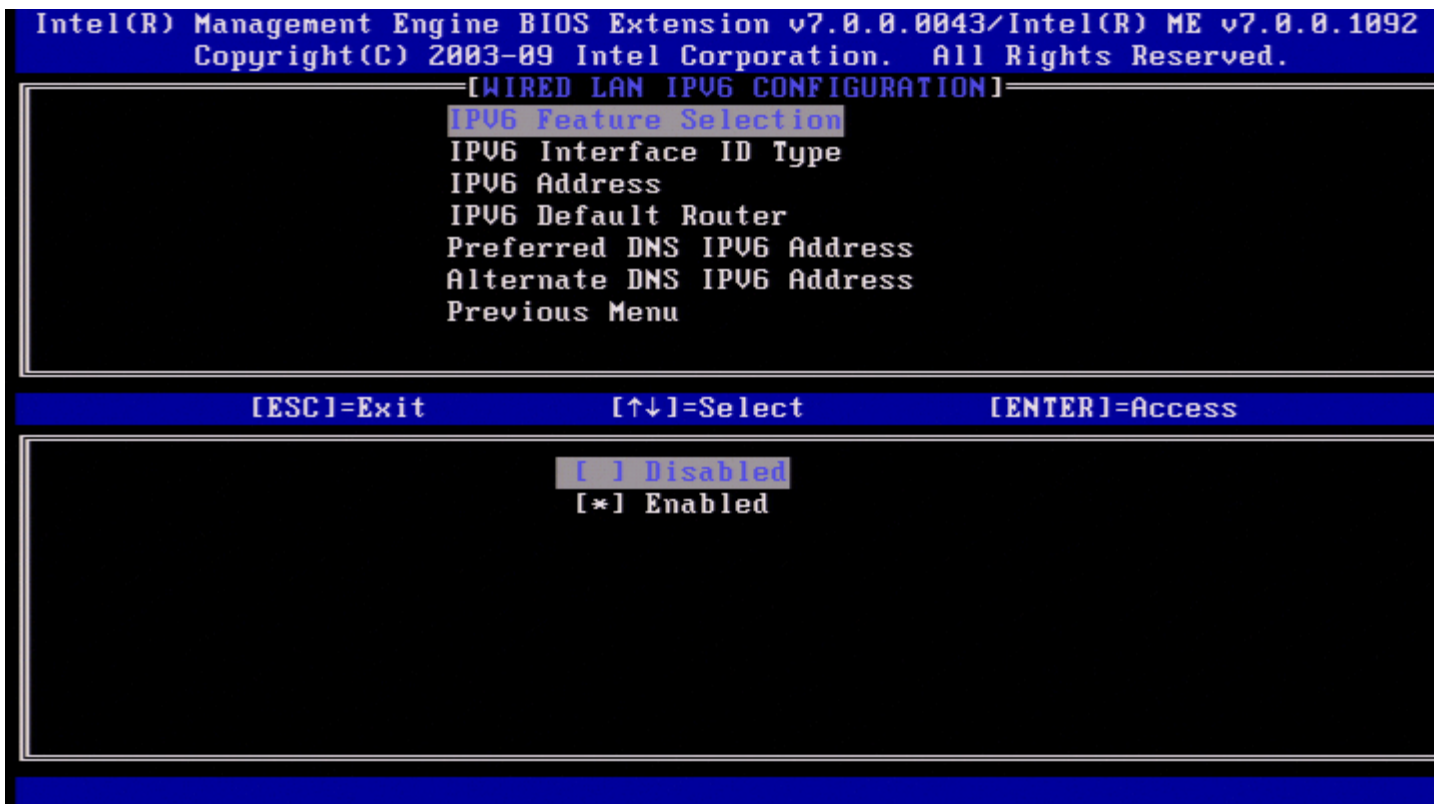 Intel(R) Management Engine BIOS Extension v7.0.0.0043/Intel(R) ME v7.0.0.1092
Copyright(C) 2003-09 Intel Corporation. All Rights Reserved.
[WIRED LAN IPV6 CONFIGURATION]
IPV6 Feature Selection
IPV6 Interface ID Type
IPV6 Address
IPV6 Default Router
Preferred DNS IPV6 Address
Alternate DNS IPV6 Address
Previous Menu
[ESC]=Exit [↑↓]=Select [ENTER]=Access
[ ] Disabled
[*] Enabled